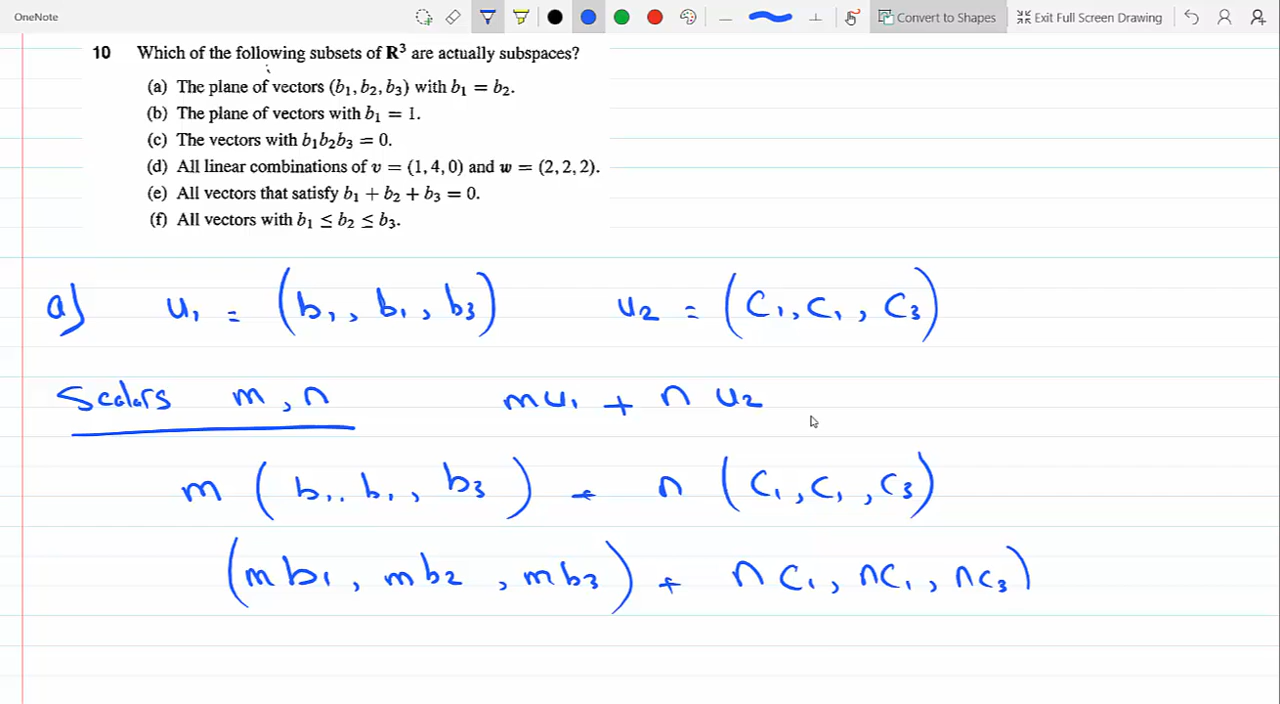 OneNote
Convert to Shapes
Exit Full Screen Drawing
10 Which of the following subsets of R³ are actually subspaces?
(a) The plane of vectors (b₁, b₂, b₃) with b₁ = b₂.
(b) The plane of vectors with b₁ = 1.
(c) The vectors with b₁b₂b₃ = 0.
(d) All linear combinations of v = (1, 4, 0) and w = (2, 2, 2).
(e) All vectors that satisfy b₁ + b₂ + b₃ = 0.
(f) All vectors with b₁ ≤ b₂ ≤ b₃.
a) u₁ = (b₁, b₁, b₃) u₂ = (c₁, c₁, c₃)
Scalars m, n mu₁ + n u₂
m (b₁. b₁, b₃) + n (c₁, c₁, c₃)
(mb₁, mb₂, mb₃) + nc₁, nc₁, nc₃)